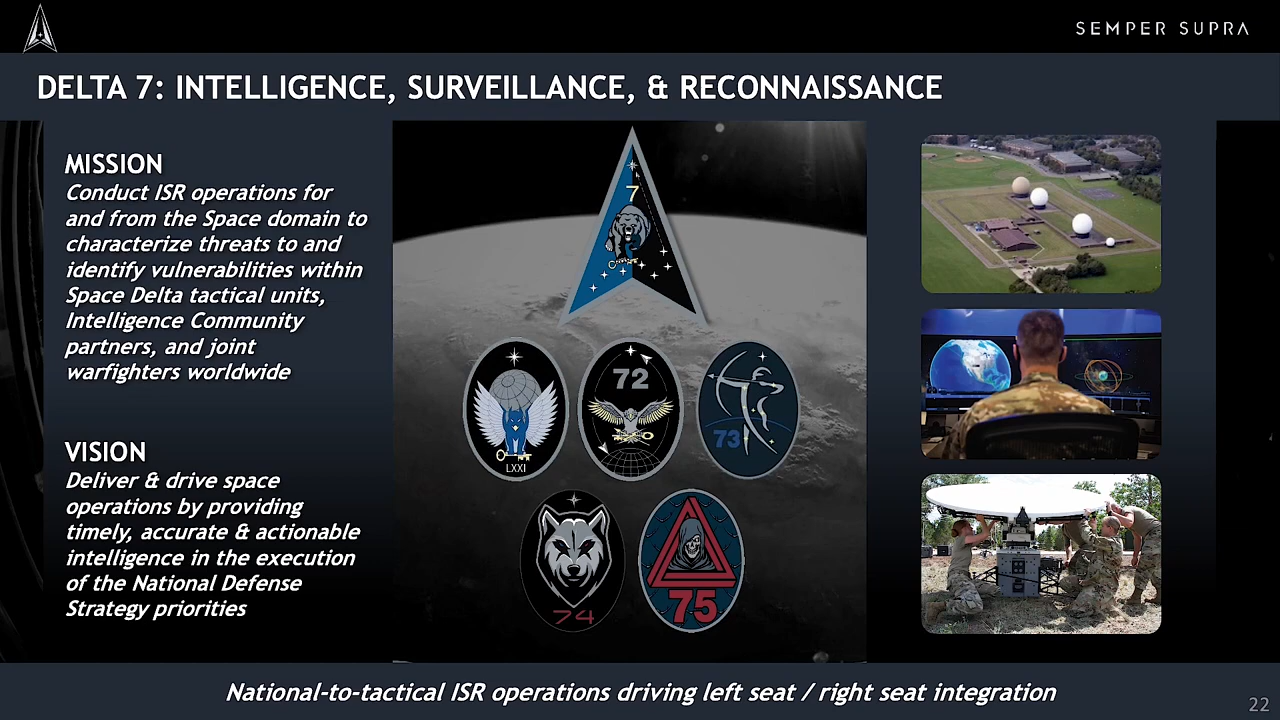 SEMPER SUPRA
DELTA 7: INTELLIGENCE, SURVEILLANCE, & RECONNAISSANCE
MISSION
Conduct ISR operations for
and from the Space domain to
characterize threats to and
identify vulnerabilities within
Space Delta tactical units,
Intelligence Community
partners, and joint
warfighters worldwide
VISION
Deliver & drive space
operations by providing
timely, accurate & actionable
intelligence in the execution
of the National Defense
Strategy priorities
7
LXXI
72
73
74
75
National-to-tactical ISR operations driving left seat / right seat integration
22